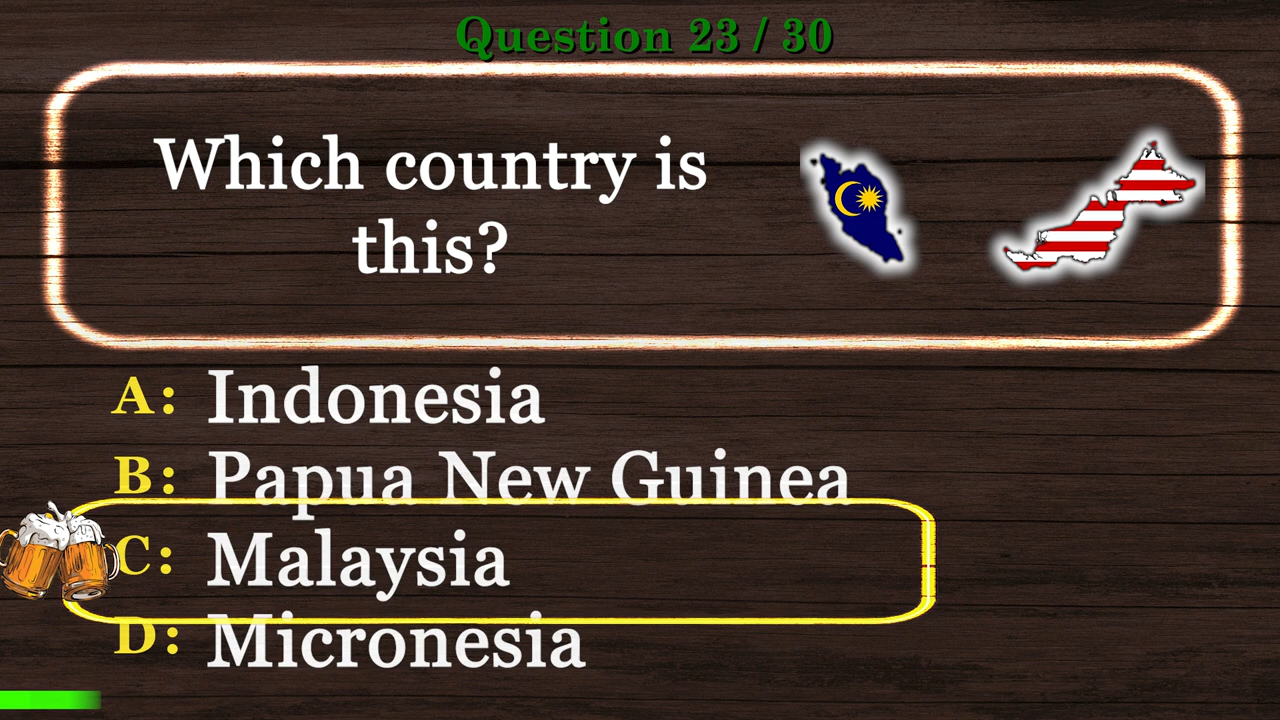 Question 23 / 30
Which country is
this?
A: Indonesia
B: Papua New Guinea
C: Malaysia
D: Micronesia